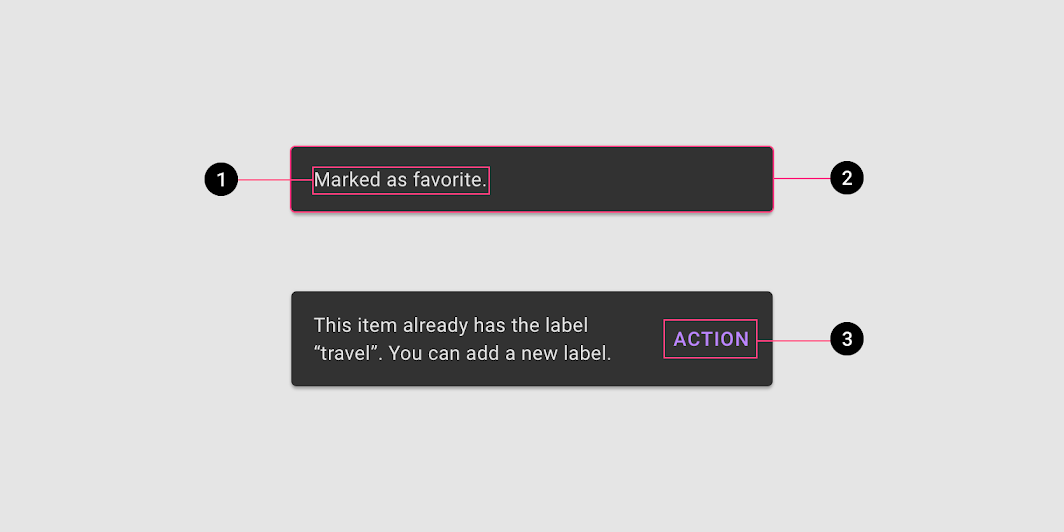 1
Marked as favorite.
2
This item already has the label
“travel”. You can add a new label.
ACTION
3